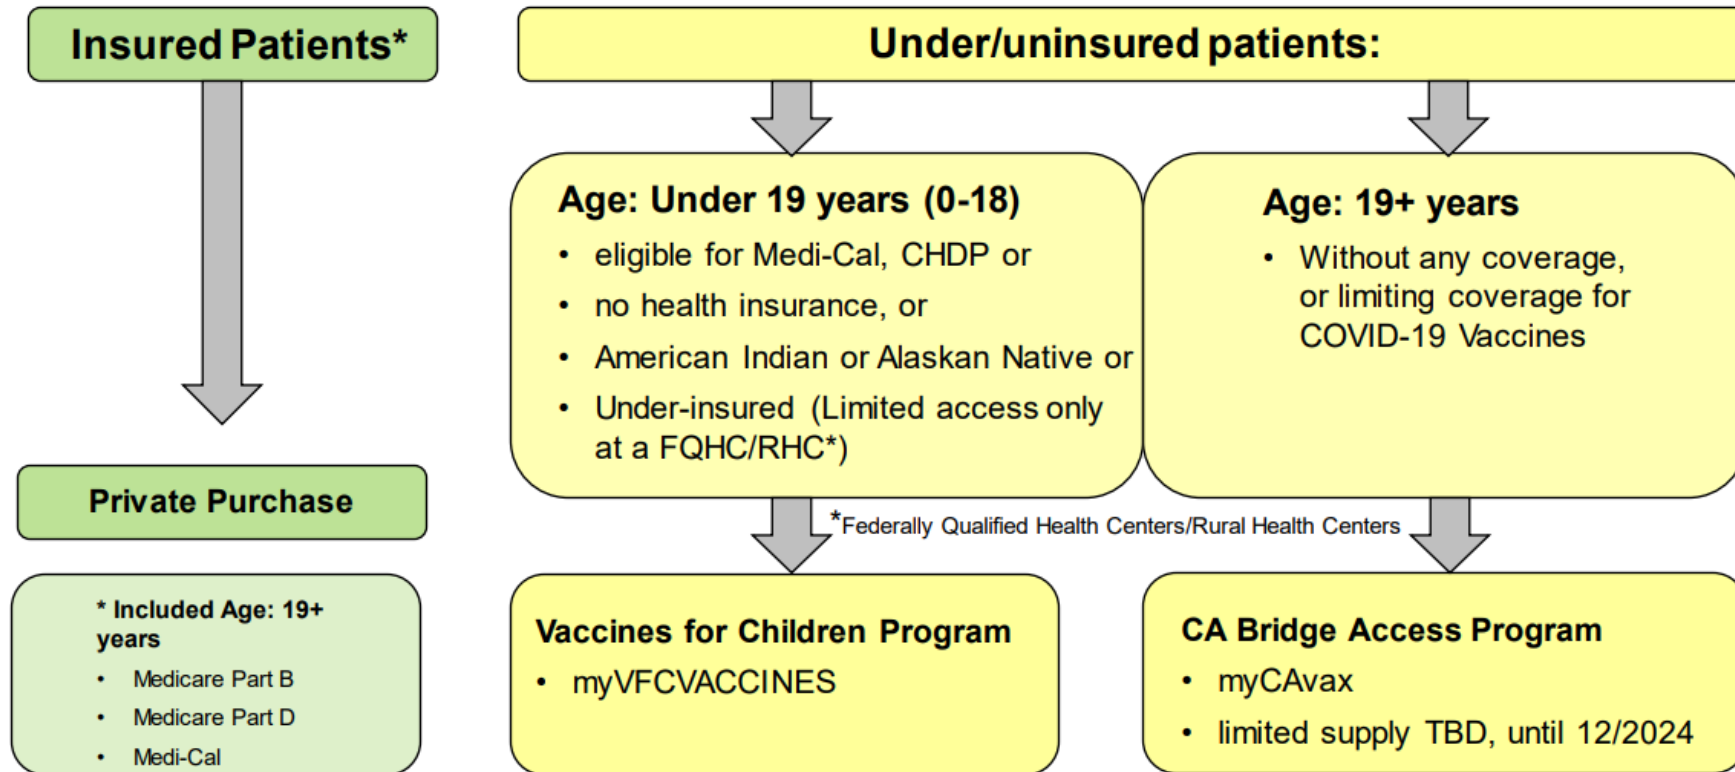 Insured Patients*
Under/uninsured patients:
Age: Under 19 years (0-18)
• eligible for Medi-Cal, CHDP or
• no health insurance, or
• American Indian or Alaskan Native or
• Under-insured (Limited access only
at a FQHC/RHC*)
Age: 19+ years
• Without any coverage,
or limiting coverage for
COVID-19 Vaccines
Private Purchase
*Federally Qualified Health Centers/Rural Health Centers
* Included Age: 19+
years
• Medicare Part B
• Medicare Part D
• Medi-Cal
Vaccines for Children Program
• myVFCVACCINES
CA Bridge Access Program
• myCAvax
• limited supply TBD, until 12/2024